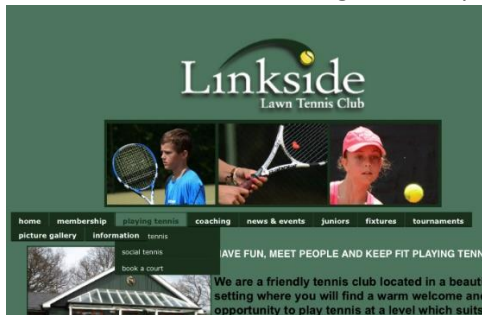 Linkside
Lawn Tennis Club
home membership playing tennis coaching news & events juniors fixtures tournaments
picture gallery information tennis
social tennis
book a court
HAVE FUN, MEET PEOPLE AND KEEP FIT PLAYING TENN
We are a friendly tennis club located in a beaut
setting where you will find a warm welcome and
opportunity to play tennis at a level which suits